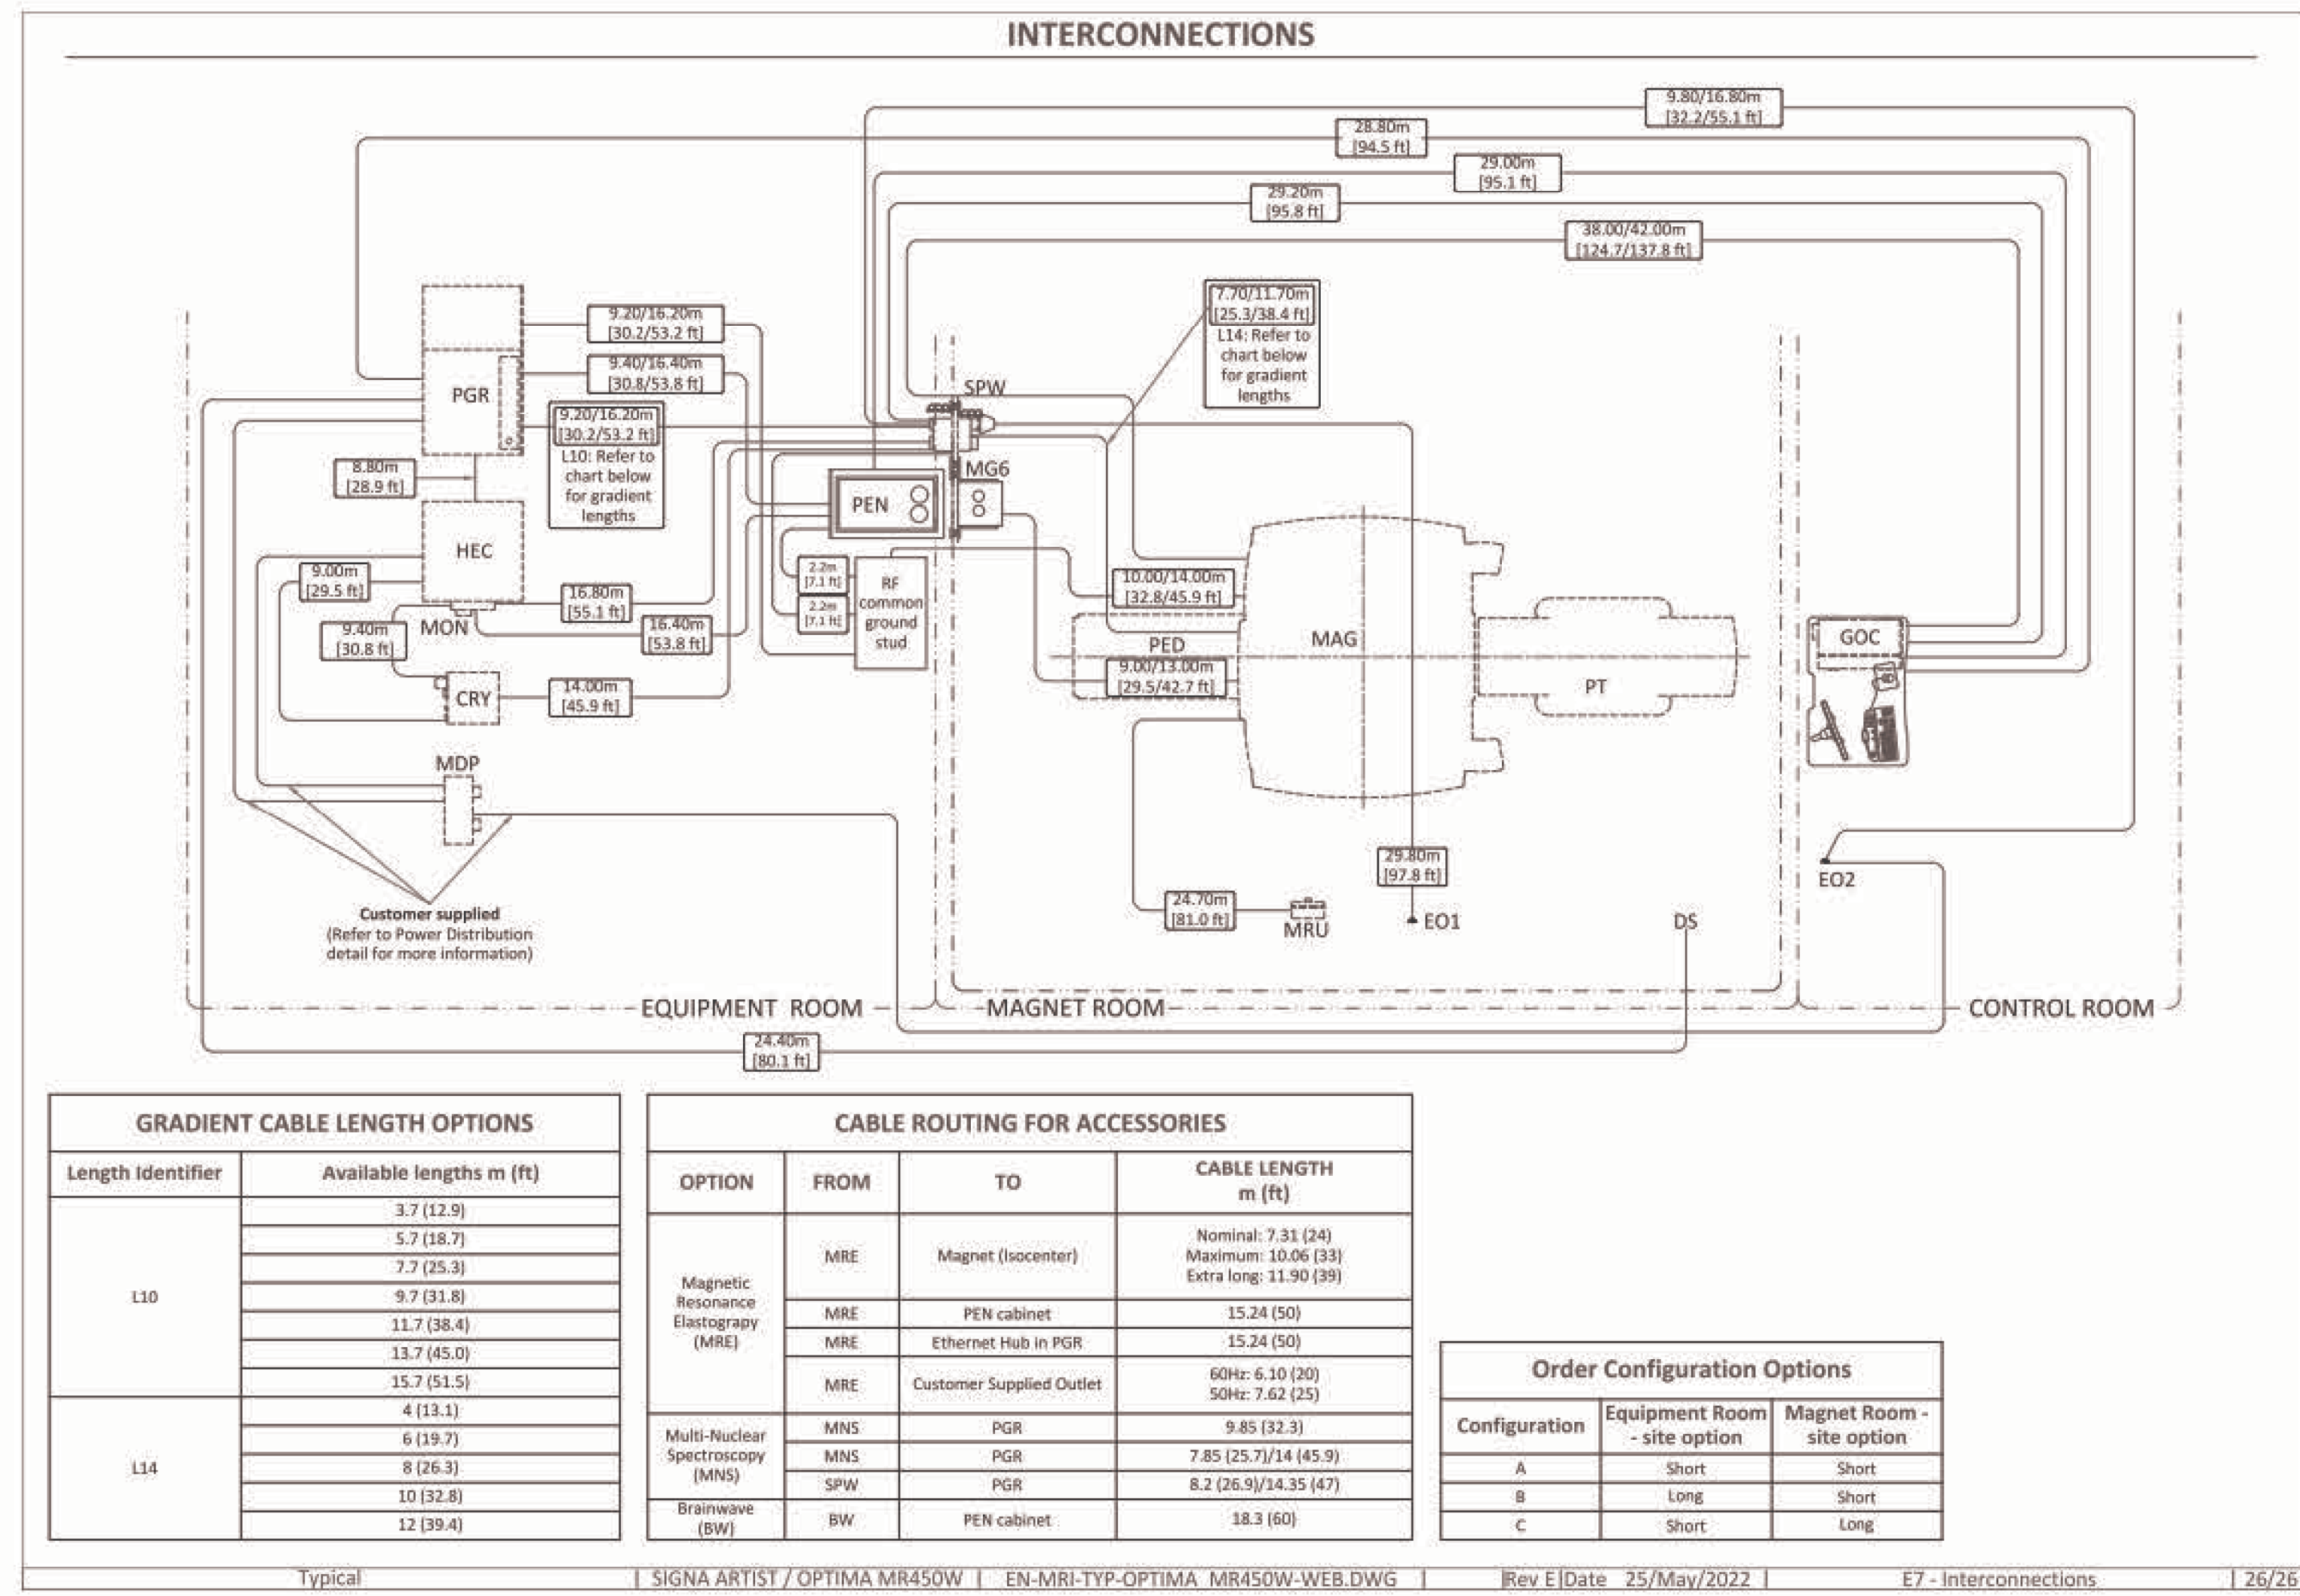 INTERCONNECTIONS
9.80/16.80m
[32.2/55.1 ft]
28.80m
[94.5 ft]
29.00m
[95.1 ft]
29.20m
[95.8 ft]
38.00/42.00m
[124.7/137.8 ft]
7.70/11.70m
[25.3/38.4 ft]
L14: Refer to
chart below
for gradient
lengths
9.20/16.20m
[30.2/53.2 ft]
9.40/16.40m
[30.8/53.8 ft]
PGR
9.20/16.20m
[30.2/53.2 ft]
L10: Refer to
chart below
for gradient
lengths
SPW
8.80m
[28.9 ft]
MG6
PEN
HEC
9.00m
[29.5 ft]
16.80m
[55.1 ft]
2.2m
[7.1 ft]
2.2m
[7.1 ft]
RF
common
ground
stud
10.00/14.00m
[32.8/45.9 ft]
MON
9.40m
[30.8 ft]
16.40m
[53.8 ft]
PED
9.00/13.00m
[29.5/42.7 ft]
MAG
PT
GOC
CRY
14.00m
[45.9 ft]
MDP
29.80m
[97.8 ft]
EO2
24.70m
[81.0 ft]
MRU
EO1
DS
Customer supplied
(Refer to Power Distribution
detail for more information)
EQUIPMENT ROOM
MAGNET ROOM
CONTROL ROOM
24.40m
[80.1 ft]
GRADIENT CABLE LENGTH OPTIONS
Length Identifier Available lengths m (ft)
L10
3.7 (12.9)
5.7 (18.7)
7.7 (25.3)
9.7 (31.8)
11.7 (38.4)
13.7 (45.0)
15.7 (51.5)
L14
4 (13.1)
6 (19.7)
8 (26.3)
10 (32.8)
12 (39.4)
CABLE ROUTING FOR ACCESSORIES
OPTION FROM TO CABLE LENGTH
m (ft)
Magnetic
Resonance
Elastograpy
(MRE)
MRE Magnet (Isocenter) Nominal: 7.31 (24)
Maximum: 10.06 (33)
Extra long: 11.90 (39)
MRE PEN cabinet 15.24 (50)
MRE Ethernet Hub in PGR 15.24 (50)
MRE Customer Supplied Outlet 60Hz: 6.10 (20)
50Hz: 7.62 (25)
Multi-Nuclear
Spectroscopy
(MNS)
MNS PGR 9.85 (32.3)
MNS PGR 7.85 (25.7)/14 (45.9)
SPW PGR 8.2 (26.9)/14.35 (47)
Brainwave
(BW)
BW PEN cabinet 18.3 (60)
Order Configuration Options
Configuration Equipment Room
- site option Magnet Room -
site option
A Short Short
B Long Short
C Short Long
Typical SIGNA ARTIST / OPTIMA MR450W EN-MRI-TYP-OPTIMA MR450W-WEB.DWG Rev E Date 25/May/2022 E7 - Interconnections 26/26